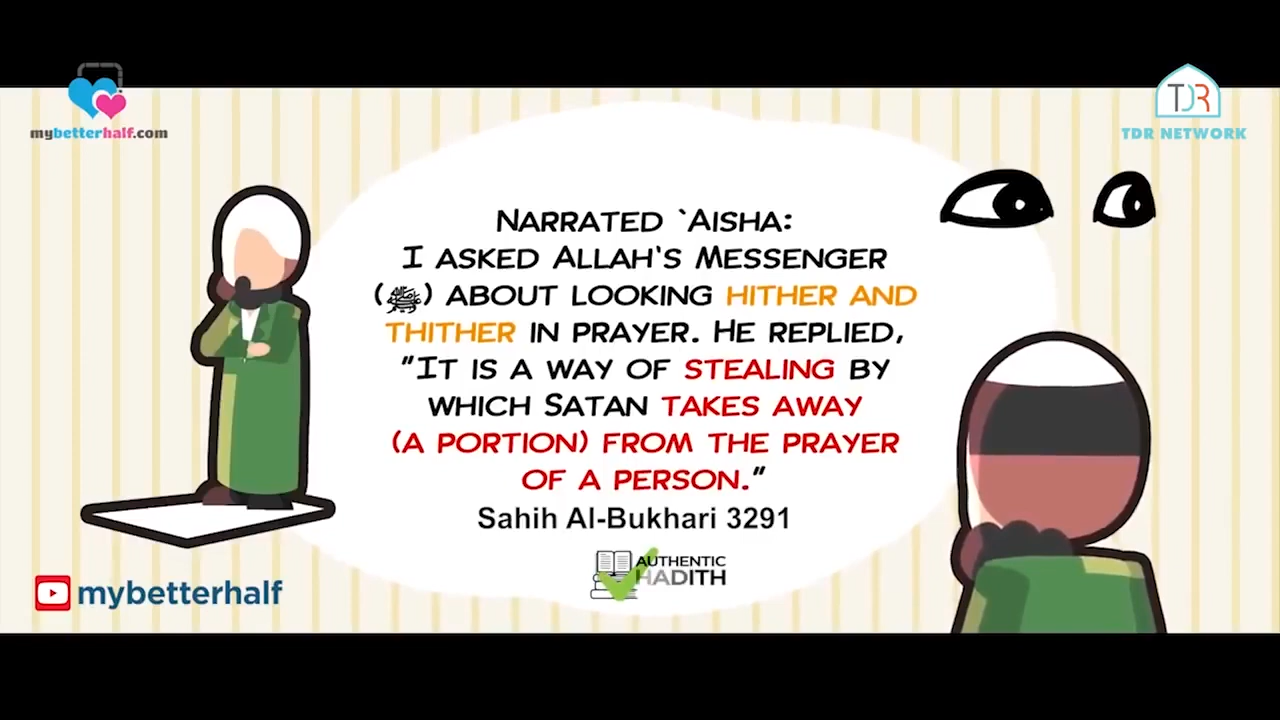 mybetterhalf.com
TDR
TDR NETWORK
NARRATED `AISHA:
I ASKED ALLAH'S MESSENGER
(ﷺ) ABOUT LOOKING HITHER AND
THITHER IN PRAYER. HE REPLIED,
"IT IS A WAY OF STEALING BY
WHICH SATAN TAKES AWAY
(A PORTION) FROM THE PRAYER
OF A PERSON."
Sahih Al-Bukhari 3291
AUTHENTIC
HADITH
mybetterhalf